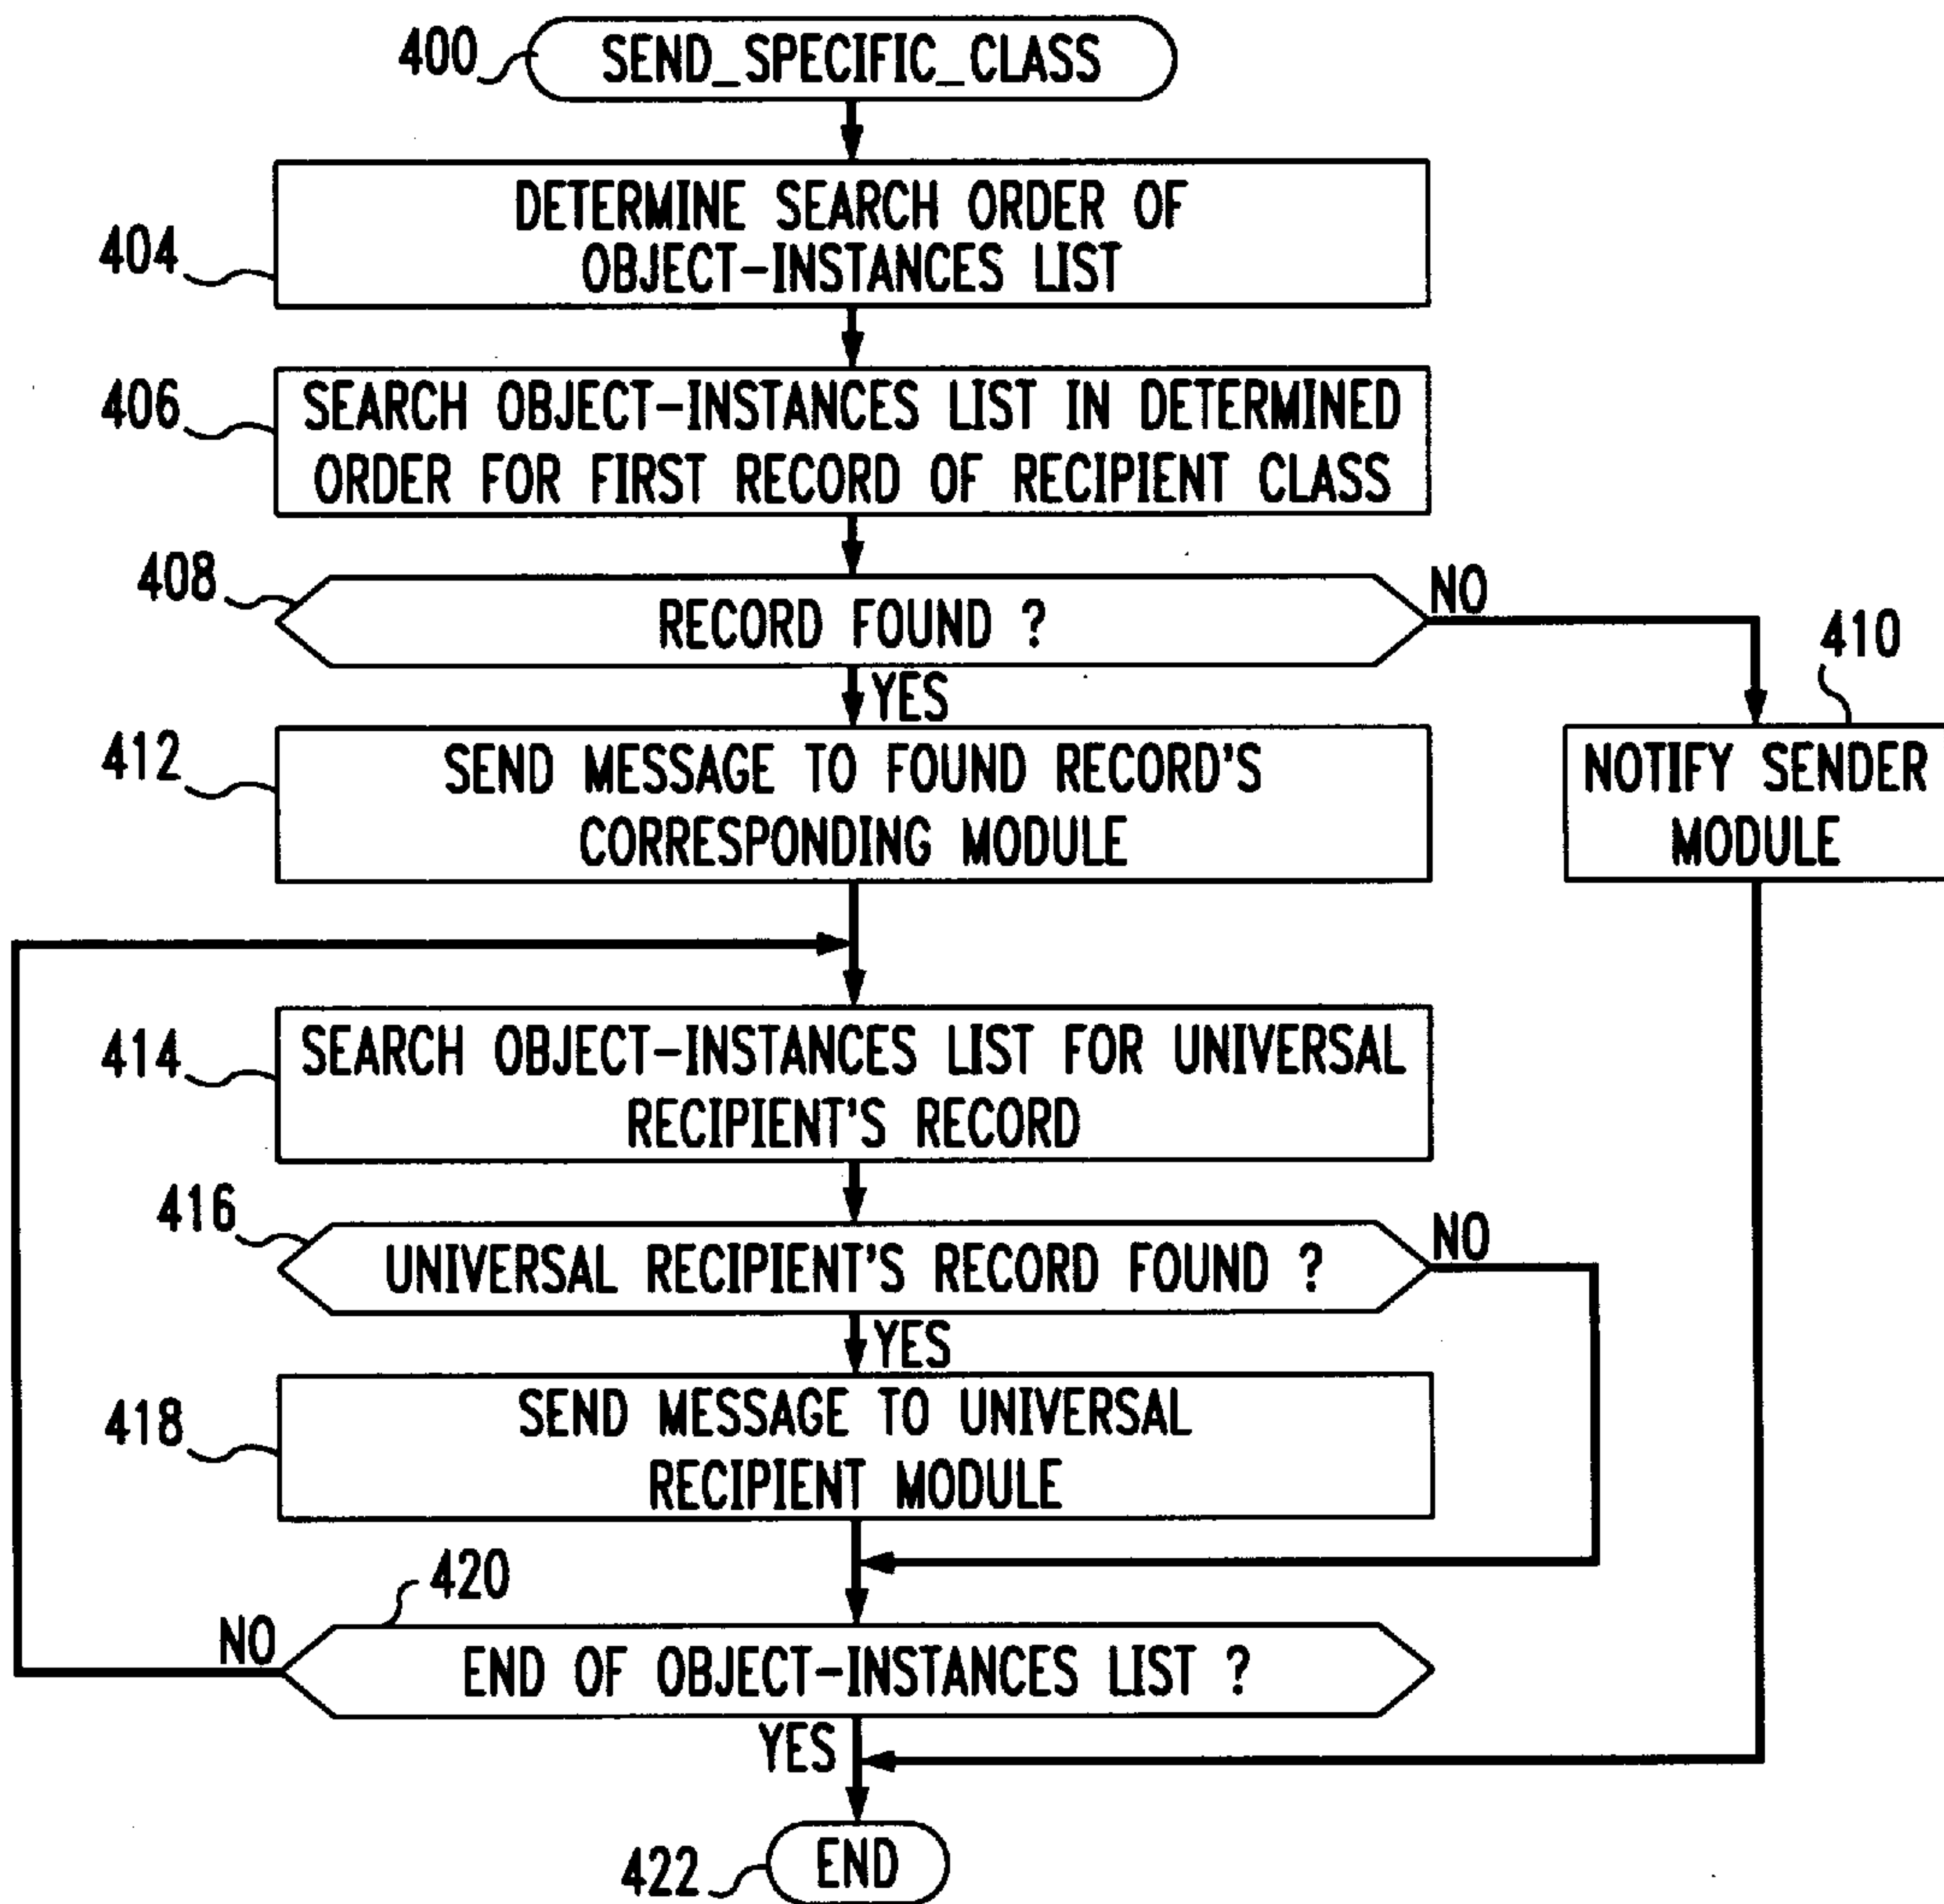 400
SEND_SPECIFIC_CLASS
DETERMINE SEARCH ORDER OF
OBJECT-INSTANCES LIST
404
406
SEARCH OBJECT-INSTANCES LIST IN DETERMINED
ORDER FOR FIRST RECORD OF RECIPIENT CLASS
408
RECORD FOUND ?
NO
YES
410
412
SEND MESSAGE TO FOUND RECORD'S
CORRESPONDING MODULE
NOTIFY SENDER
MODULE
414
SEARCH OBJECT-INSTANCES LIST FOR UNIVERSAL
RECIPIENT'S RECORD
416
UNIVERSAL RECIPIENT'S RECORD FOUND ?
NO
YES
418
SEND MESSAGE TO UNIVERSAL
RECIPIENT MODULE
420
NO
END OF OBJECT-INSTANCES LIST ?
YES
END
422